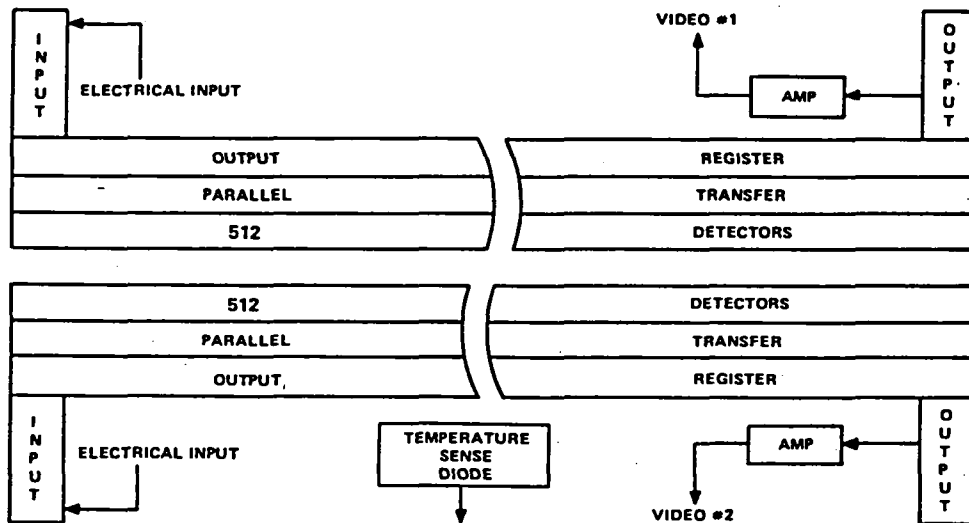 INPUT
ELECTRICAL INPUT
VIDEO #1
AMP
OUTPUT
OUTPUT REGISTER
PARALLEL TRANSFER
512 DETECTORS
512 DETECTORS
PARALLEL TRANSFER
OUTPUT, REGISTER
INPUT
ELECTRICAL INPUT
TEMPERATURE
SENSE
DIODE
AMP
VIDEO #2
OUTPUT